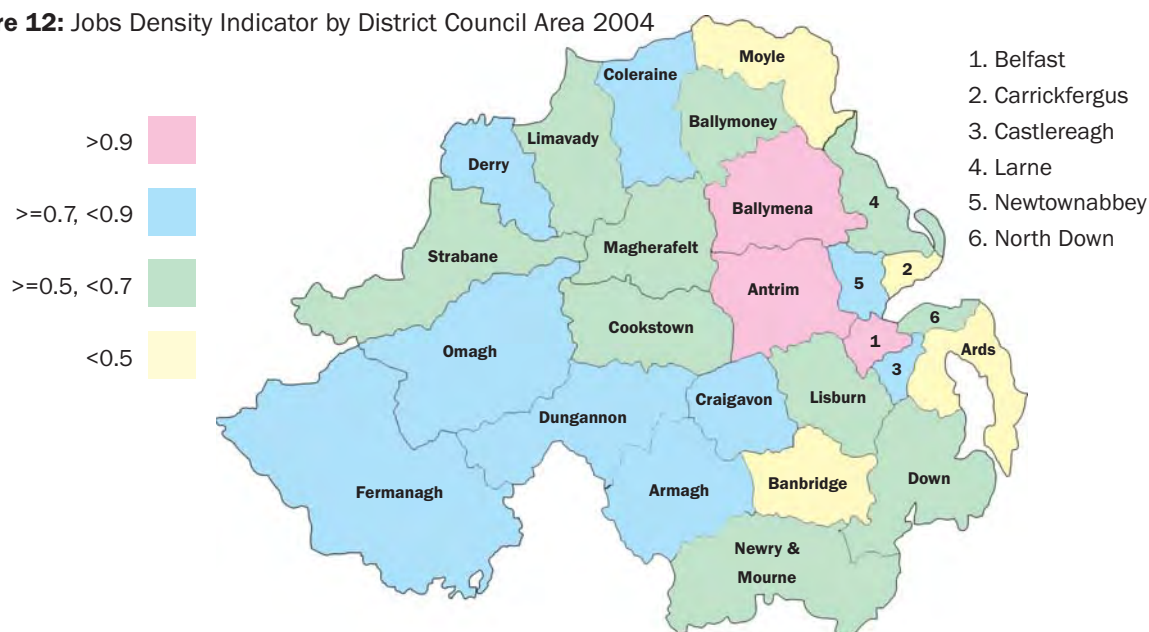 re 12: Jobs Density Indicator by District Council Area 2004
>0.9
>=0.7, <0.9
>=0.5, <0.7
<0.5
1. Belfast
2. Carrickfergus
3. Castlereagh
4. Larne
5. Newtownabbey
6. North Down
Moyle
Coleraine
Ballymoney
Limavady
Derry
4
Ballymena
Magherafelt
Strabane
2
5
Antrim
6
Cookstown
1
Ards
Omagh
3
Craigavon
Lisburn
Dungannon
Down
Banbridge
Armagh
Fermanagh
Newry &
Mourne